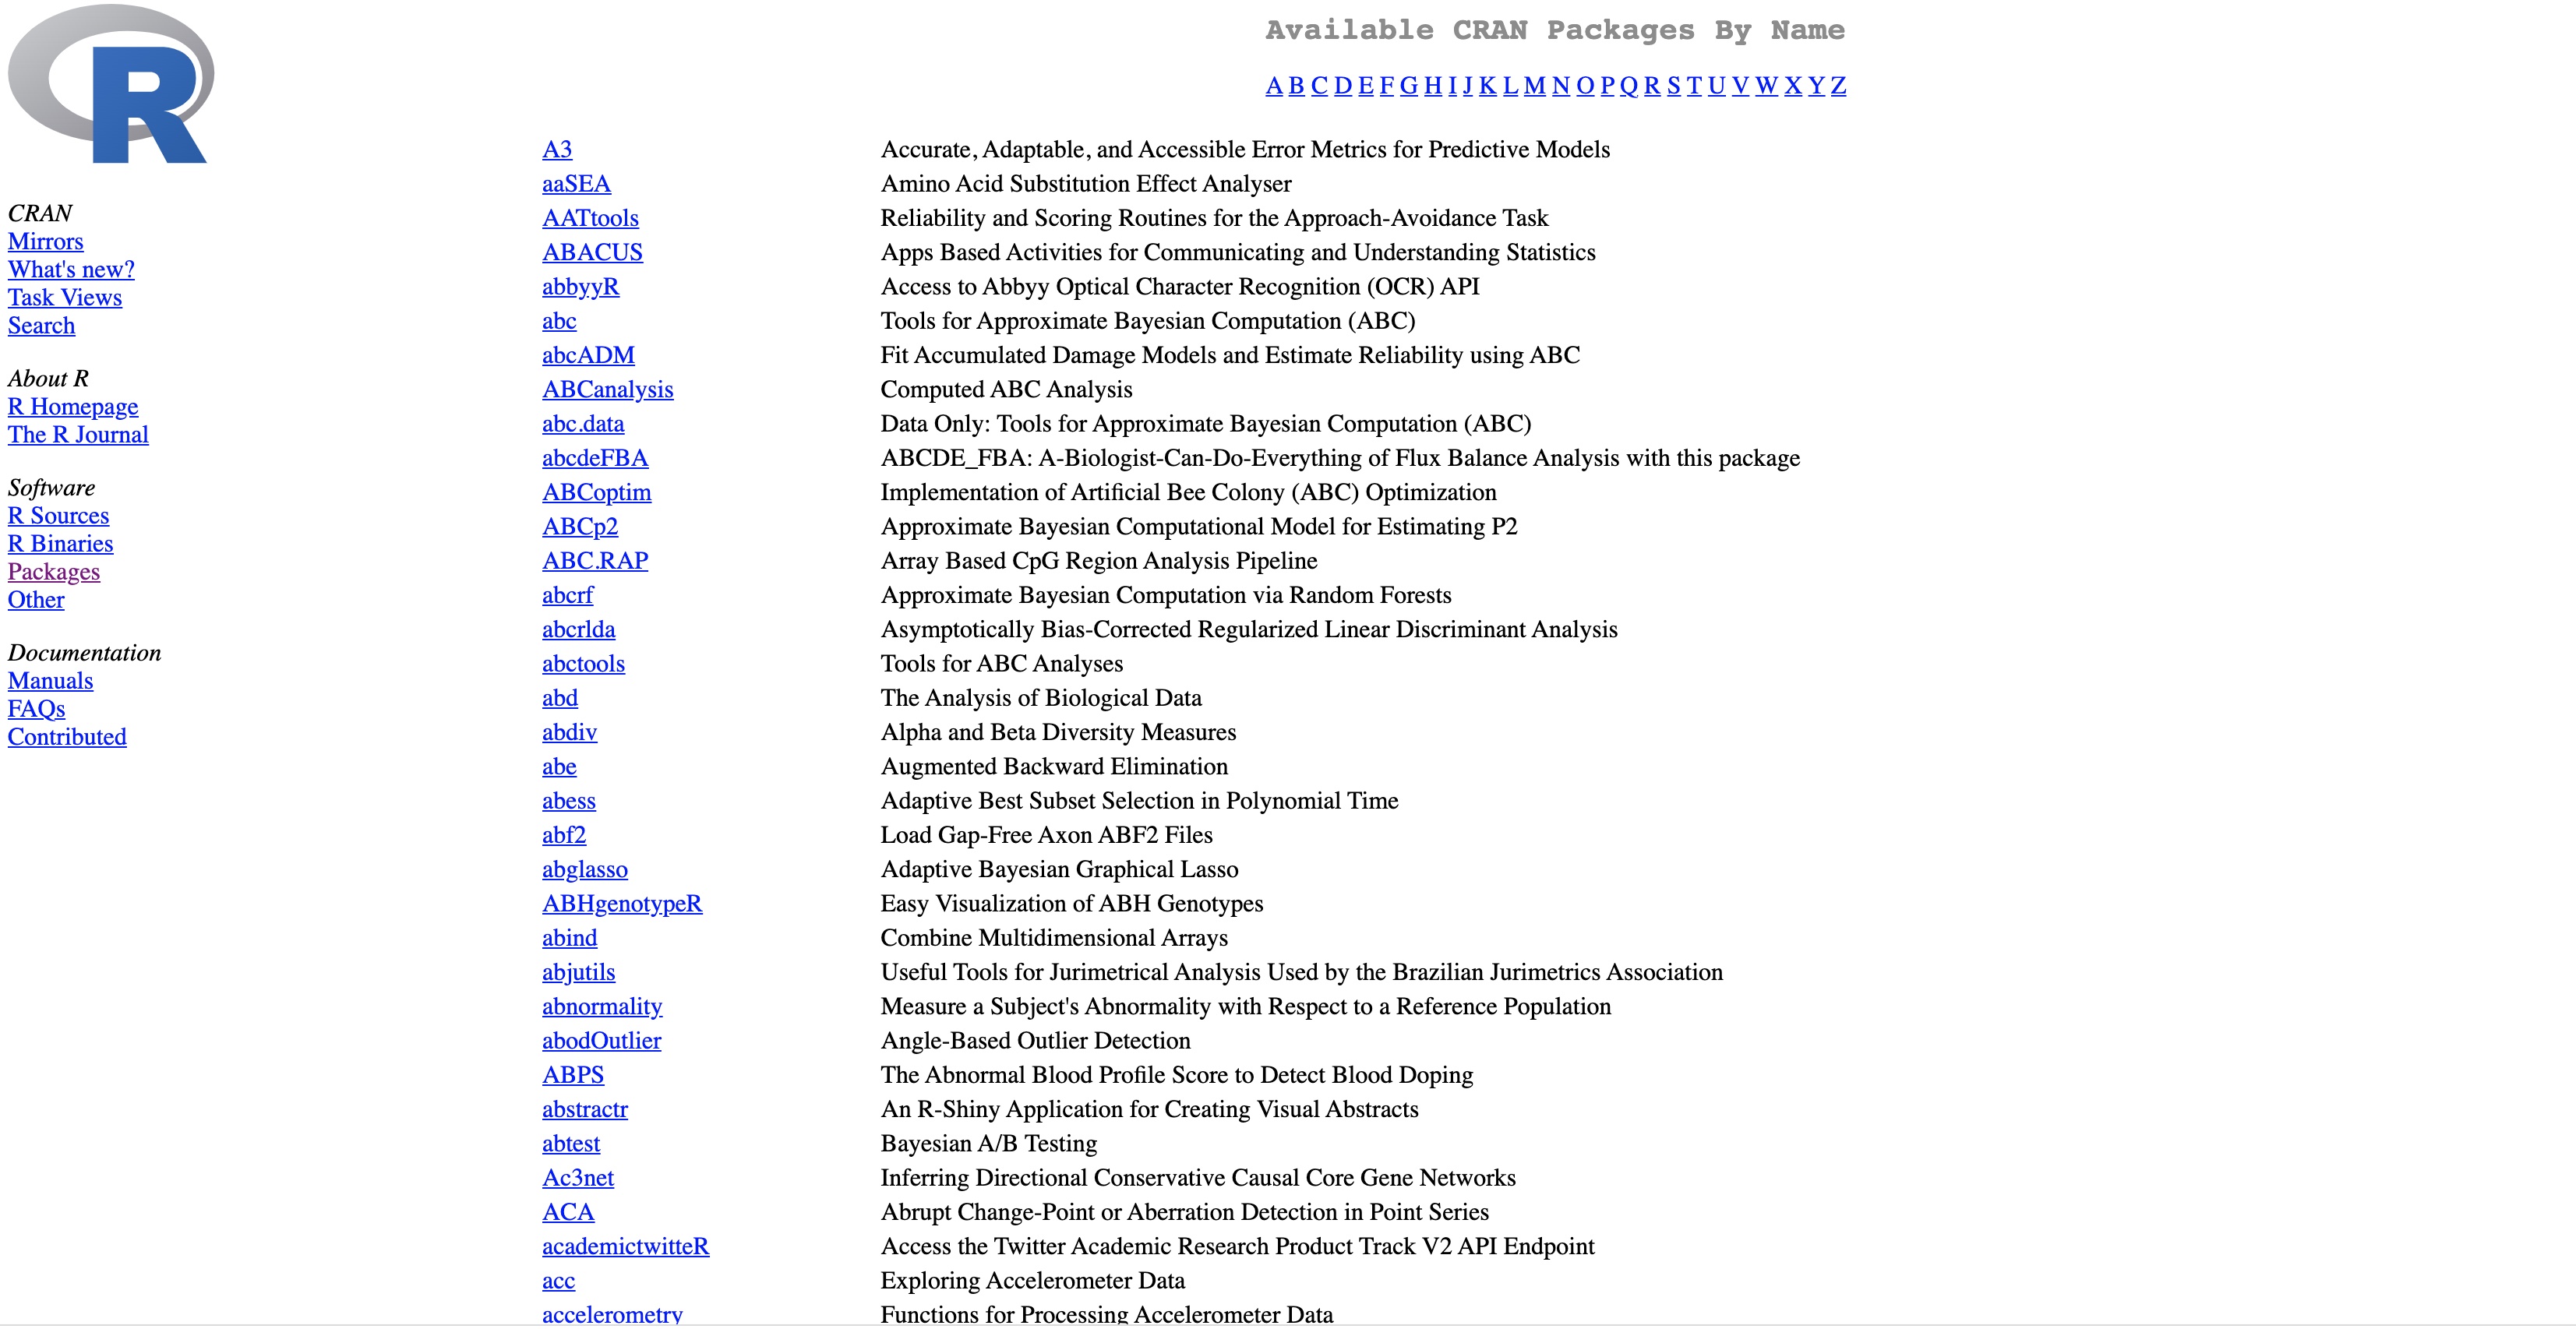 R
CRAN
Mirrors
What's new?
Task Views
Search
About R
R Homepage
The R Journal
Software
R Sources
R Binaries
Packages
Other
Documentation
Manuals
FAQs
Contributed
Available CRAN Packages By Name
A B C D E F G H I J K L M N O P Q R S T U V W X Y Z
A3 Accurate, Adaptable, and Accessible Error Metrics for Predictive Models
aaSEA Amino Acid Substitution Effect Analyser
AATtools Reliability and Scoring Routines for the Approach-Avoidance Task
ABACUS Apps Based Activities for Communicating and Understanding Statistics
abbyyR Access to Abbyy Optical Character Recognition (OCR) API
abc Tools for Approximate Bayesian Computation (ABC)
abcADM Fit Accumulated Damage Models and Estimate Reliability using ABC
ABCanalysis Computed ABC Analysis
abc.data Data Only: Tools for Approximate Bayesian Computation (ABC)
abcdeFBA ABCDE_FBA: A-Biologist-Can-Do-Everything of Flux Balance Analysis with this package
ABCoptim Implementation of Artificial Bee Colony (ABC) Optimization
ABCp2 Approximate Bayesian Computational Model for Estimating P2
ABC.RAP Array Based CpG Region Analysis Pipeline
abcrf Approximate Bayesian Computation via Random Forests
abcrlda Asymptotically Bias-Corrected Regularized Linear Discriminant Analysis
abctools Tools for ABC Analyses
abd The Analysis of Biological Data
abdiv Alpha and Beta Diversity Measures
abe Augmented Backward Elimination
abess Adaptive Best Subset Selection in Polynomial Time
abf2 Load Gap-Free Axon ABF2 Files
abglasso Adaptive Bayesian Graphical Lasso
ABHgenotypeR Easy Visualization of ABH Genotypes
abind Combine Multidimensional Arrays
abjutils Useful Tools for Jurimetrical Analysis Used by the Brazilian Jurimetrics Association
abnormality Measure a Subject's Abnormality with Respect to a Reference Population
abodOutlier Angle-Based Outlier Detection
ABPS The Abnormal Blood Profile Score to Detect Blood Doping
abstractr An R-Shiny Application for Creating Visual Abstracts
abtest Bayesian A/B Testing
Ac3net Inferring Directional Conservative Causal Core Gene Networks
ACA Abrupt Change-Point or Aberration Detection in Point Series
academictwitteR Access the Twitter Academic Research Product Track V2 API Endpoint
acc Exploring Accelerometer Data
accelerometry Functions for Processing Accelerometer Data